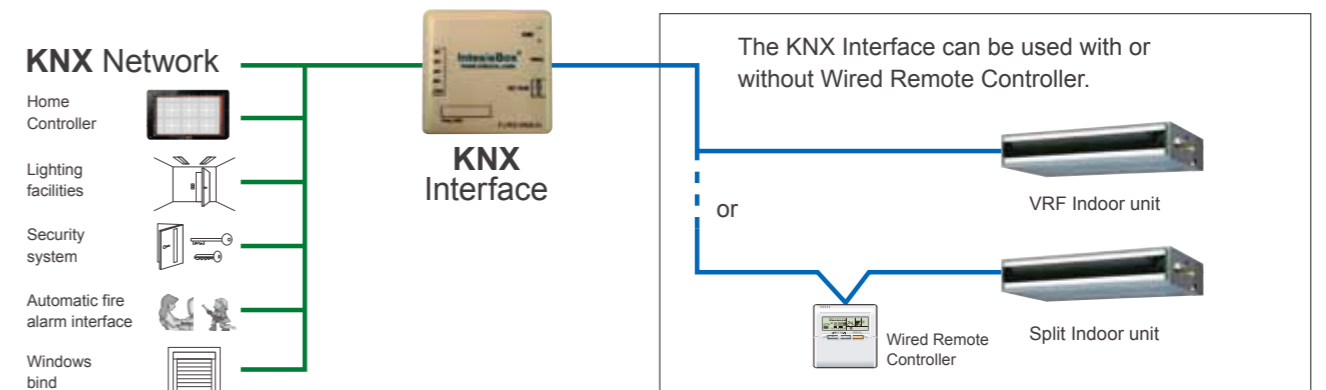 KNX Network
Home
Controller
Lighting
facilities
Security
system
Automatic fire
alarm interface
Windows
bind
IntesisBox®
KNX
Interface
The KNX Interface can be used with or
without Wired Remote Controller.
or
VRF Indoor unit
Wired Remote
Controller
Split Indoor unit